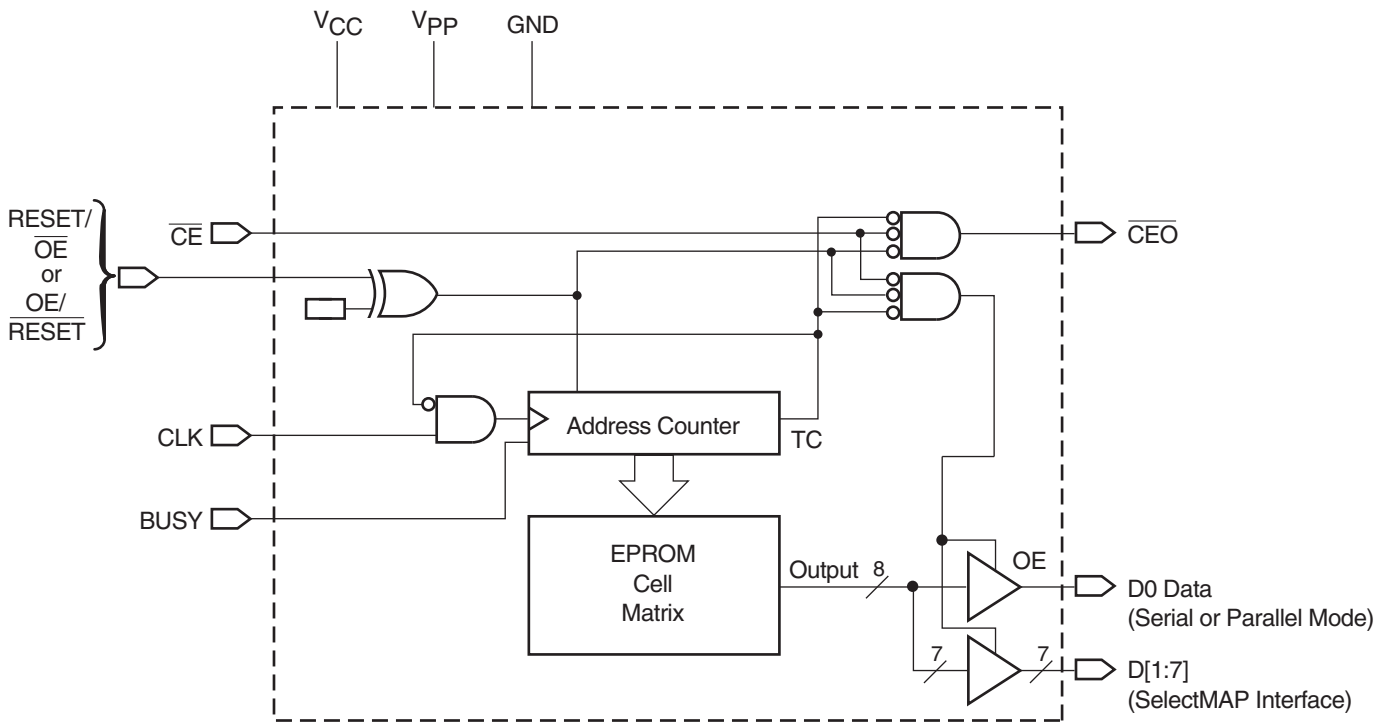 VCC
VPP
GND
RESET/
OE
or
OE/
RESET
CE
CEO
CLK
Address Counter
TC
BUSY
EPROM
Cell
Matrix
Output
8
OE
D0 Data
(Serial or Parallel Mode)
7
7
D[1:7]
(SelectMAP Interface)